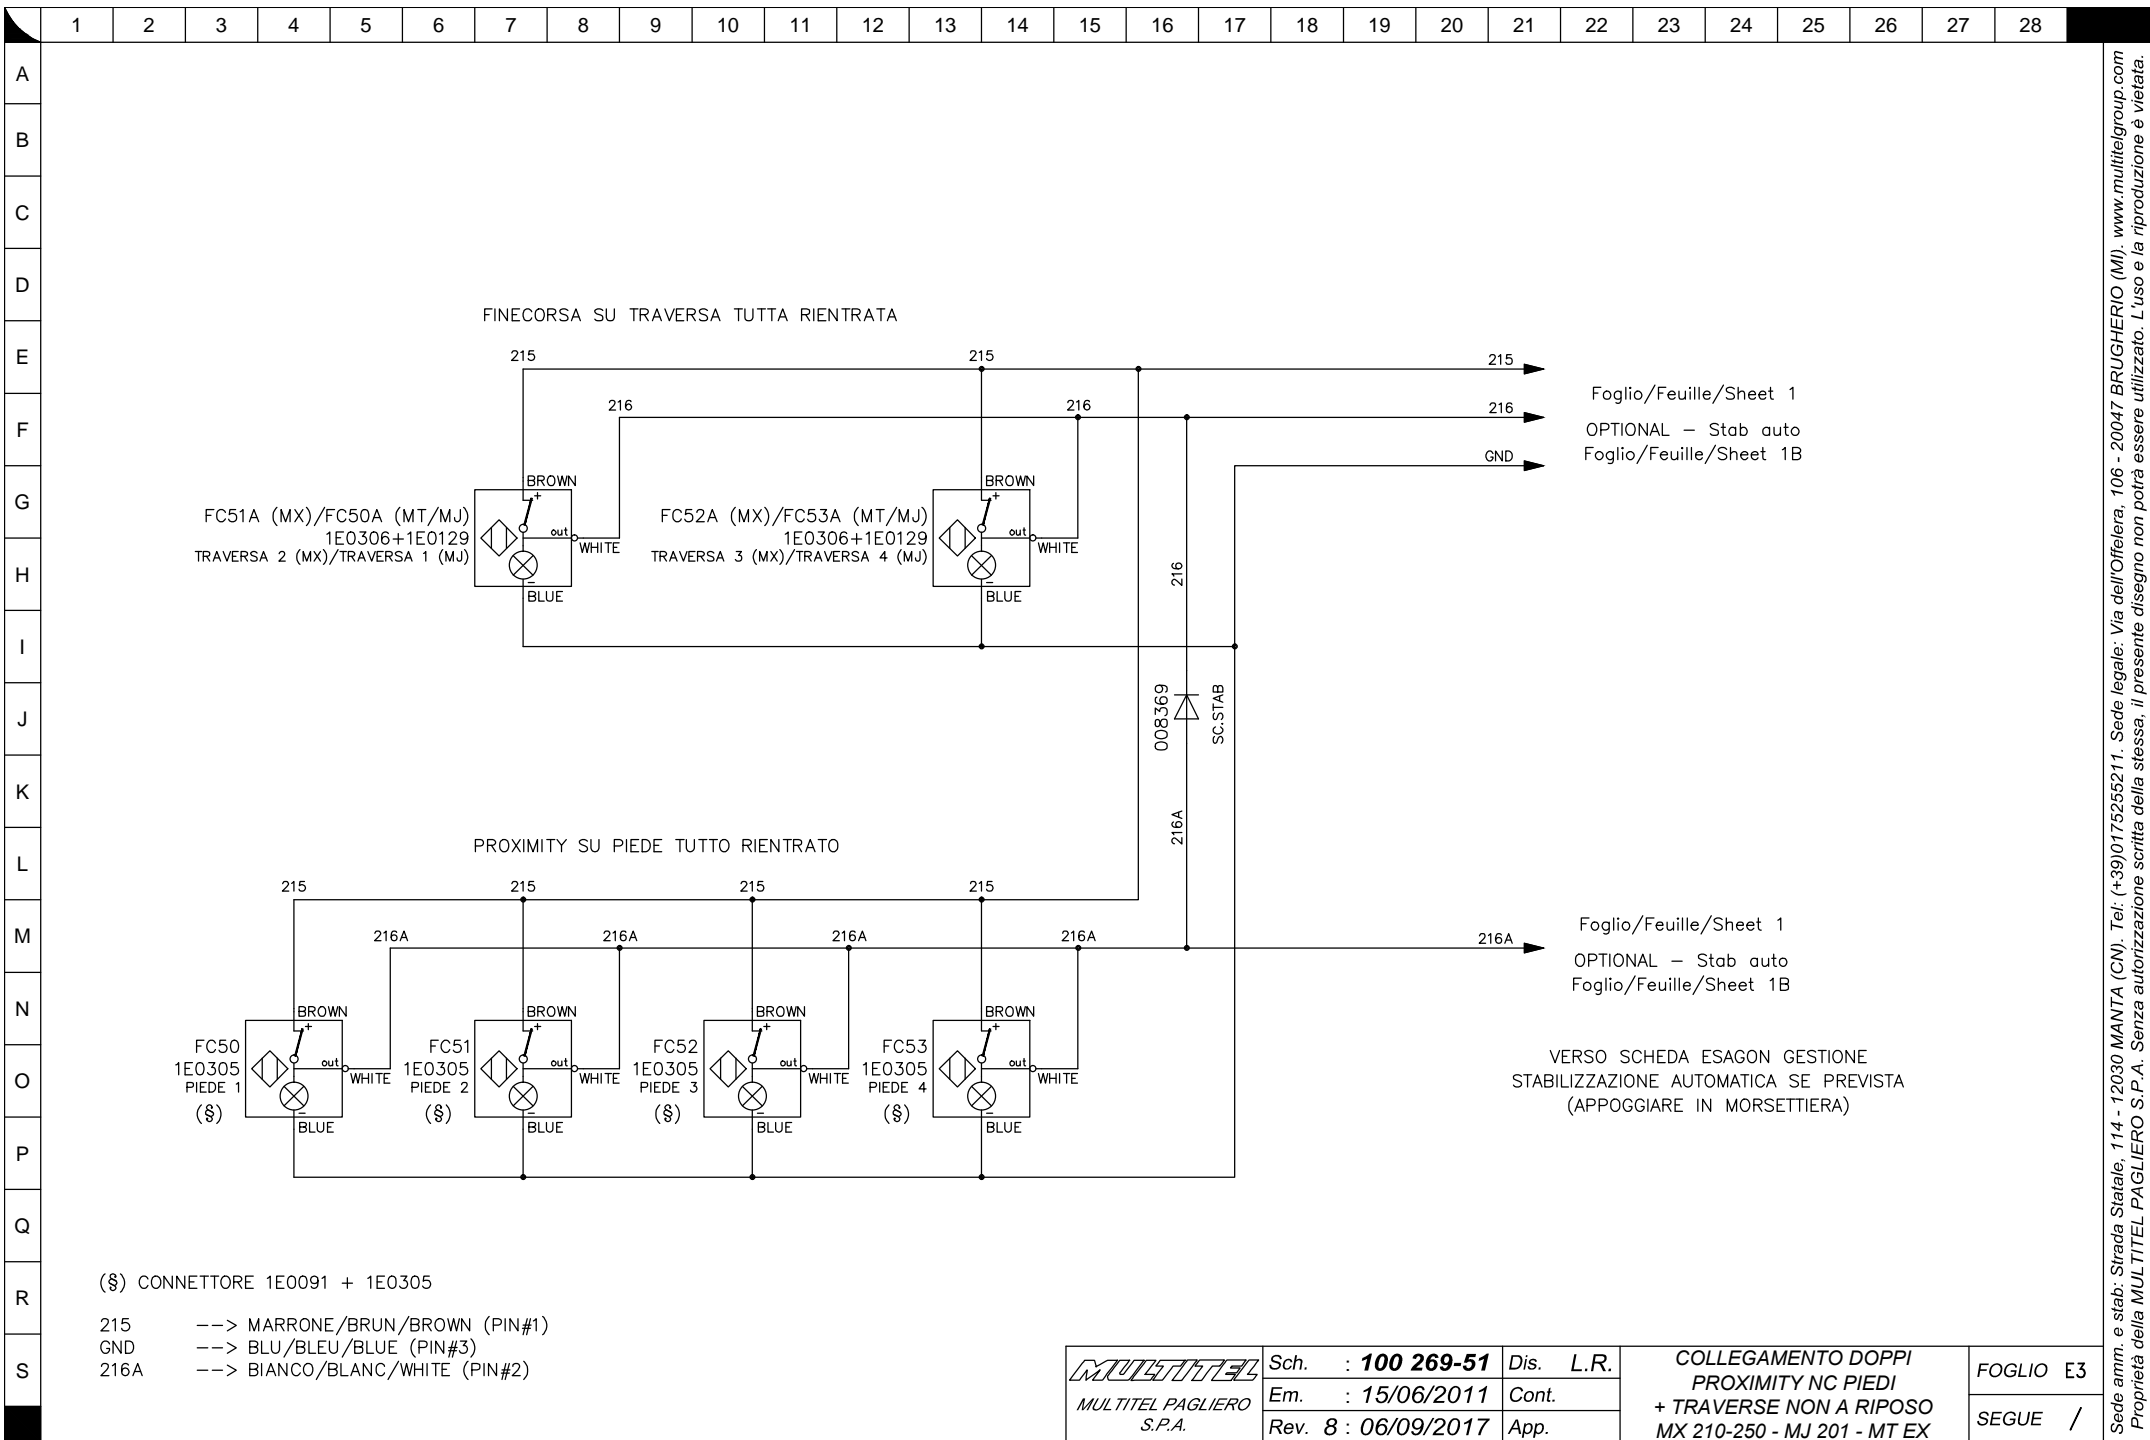 1 2 3 4 5 6 7 8 9 10 11 12 13 14 15 16 17 18 19 20 21 22 23 24 25 26 27 28
A
B
C
D
E
F
G
H
I
J
K
L
M
N
O
P
Q
R
S
FINECORSA SU TRAVERSA TUTTA RIENTRATA
215 215 215
216 216 216
GND
Foglio/Feuille/Sheet 1
OPTIONAL – Stab auto
Foglio/Feuille/Sheet 1B
BROWN
+
FC51A (MX)/FC50A (MT/MJ)
1E0306+1E0129
TRAVERSA 2 (MX)/TRAVERSA 1 (MJ)
out
WHITE
–
BLUE
BROWN
+
FC52A (MX)/FC53A (MT/MJ)
1E0306+1E0129
TRAVERSA 3 (MX)/TRAVERSA 4 (MJ)
out
WHITE
–
BLUE
216
008369
SC.STAB
216A
PROXIMITY SU PIEDE TUTTO RIENTRATO
215 215 215 215
216A 216A 216A 216A 216A
Foglio/Feuille/Sheet 1
OPTIONAL – Stab auto
Foglio/Feuille/Sheet 1B
BROWN
+
FC50
1E0305
PIEDE 1
(§)
out
WHITE
–
BLUE
BROWN
+
FC51
1E0305
PIEDE 2
(§)
out
WHITE
–
BLUE
BROWN
+
FC52
1E0305
PIEDE 3
(§)
out
WHITE
–
BLUE
BROWN
+
FC53
1E0305
PIEDE 4
(§)
out
WHITE
–
BLUE
VERSO SCHEDA ESAGON GESTIONE
STABILIZZAZIONE AUTOMATICA SE PREVISTA
(APPOGGIARE IN MORSETTIERA)
(§) CONNETTORE 1E0091 + 1E0305
215 --> MARRONE/BRUN/BROWN (PIN#1)
GND --> BLU/BLEU/BLUE (PIN#3)
216A --> BIANCO/BLANC/WHITE (PIN#2)
MULTITEL
MULTITEL PAGLIERO
S.P.A.
Sch. : 100 269-51 Dis. L.R.
Em. : 15/06/2011 Cont.
Rev. 8 : 06/09/2017 App.
COLLEGAMENTO DOPPI
PROXIMITY NC PIEDI
+ TRAVERSE NON A RIPOSO
MX 210-250 - MJ 201 - MT EX
FOGLIO E3
SEGUE /
Sede amm. e stab: Strada Statale, 114 - 12030 MANTA (CN). Tel: (+39)0175255211. Sede legale: Via dell'Offelera, 106 - 20047 BRUGHERIO (MI). www.multitelgroup.com
Proprietà della MULTITEL PAGLIERO S.P.A. Senza autorizzazione scritta della stessa, il presente disegno non potrà essere utilizzato. L'uso e la riproduzione è vietata.